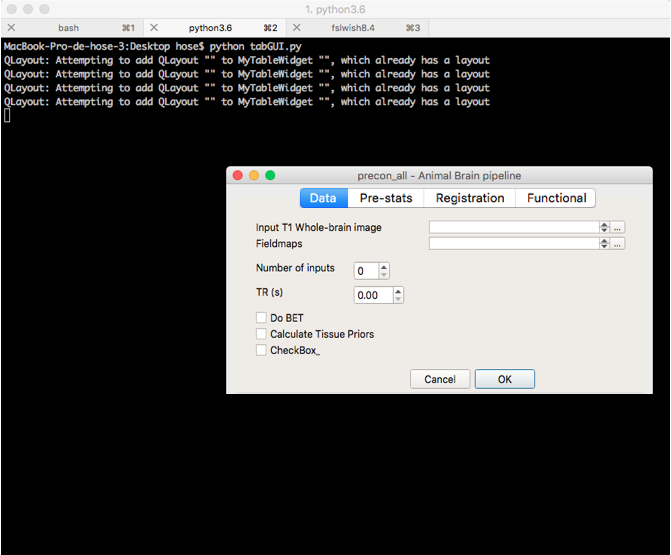 1. python3.6
bash ⌘1 python3.6 ⌘2 fslwish8.4 ⌘3
MacBook-Pro-de-hose-3:Desktop hose$ python tabGUI.py
QLayout: Attempting to add QLayout "" to MyTableWidget "", which already has a layout
QLayout: Attempting to add QLayout "" to MyTableWidget "", which already has a layout
QLayout: Attempting to add QLayout "" to MyTableWidget "", which already has a layout
QLayout: Attempting to add QLayout "" to MyTableWidget "", which already has a layout
precon_all - Animal Brain pipeline
Data Pre-stats Registration Functional
Input T1 Whole-brain image ...
Fieldmaps ...
Number of inputs 0
TR (s) 0.00
Do BET
Calculate Tissue Priors
CheckBox_
Cancel OK